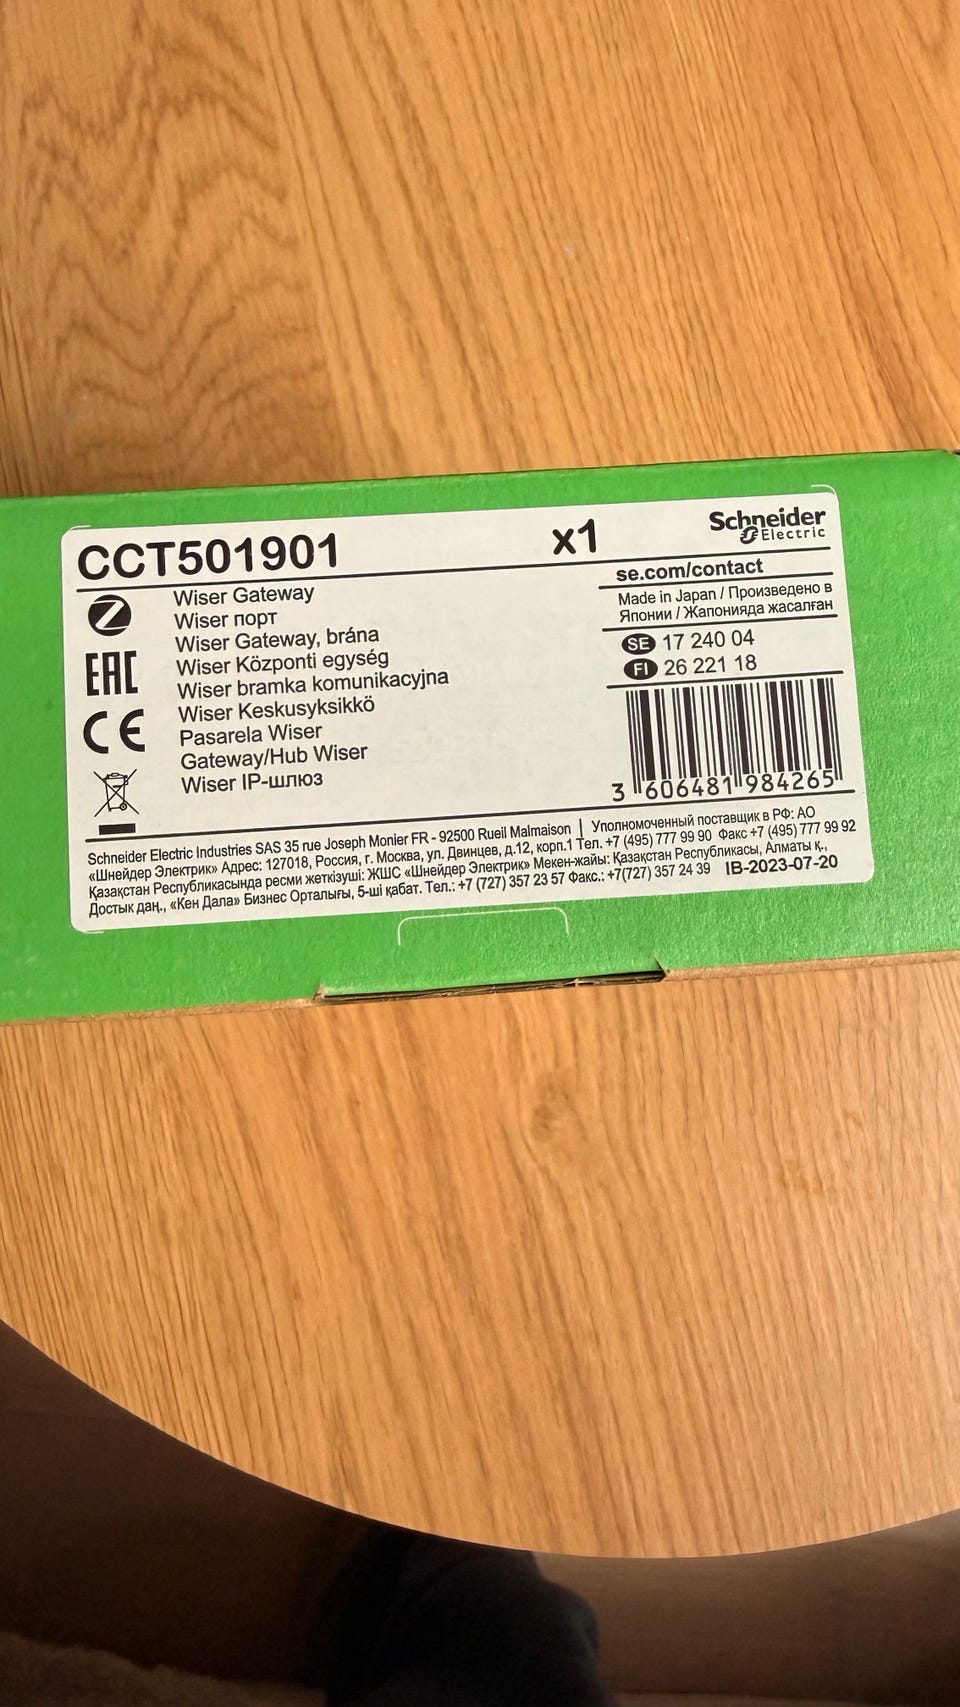 CCT501901
x1
Schneider
Electric
Wiser Gateway
Wiser порт
Wiser Gateway, brána
Wiser Központi egység
Wiser bramka komunikacyjna
Wiser Keskusyksikkö
Pasarela Wiser
Gateway/Hub Wiser
Wiser IP-шлюз
EAC
CE
se.com/contact
Made in Japan / Произведено в
Японии / Жапонияда жасалған
SE 17 240 04
FI 26 221 18
3 606481 984265
Schneider Electric Industries SAS 35 rue Joseph Monier FR - 92500 Rueil Malmaison | Уполномоченный поставщик в РФ: АО
«Шнейдер Электрик» Адрес: 127018, Россия, г. Москва, ул. Двинцев, д.12, корп.1 Тел. +7 (495) 777 99 90 Факс +7 (495) 777 99 92
Қазақстан Республикасында ресми жеткізуші: ЖШС «Шнейдер Электрик» Мекен-жайы: Қазақстан Республикасы, Алматы қ.,
Достык даң., «Кен Дала» Бизнес Орталығы, 5-ші қабат. Тел.: +7 (727) 357 23 57 Факс.: +7(727) 357 24 39 IB-2023-07-20